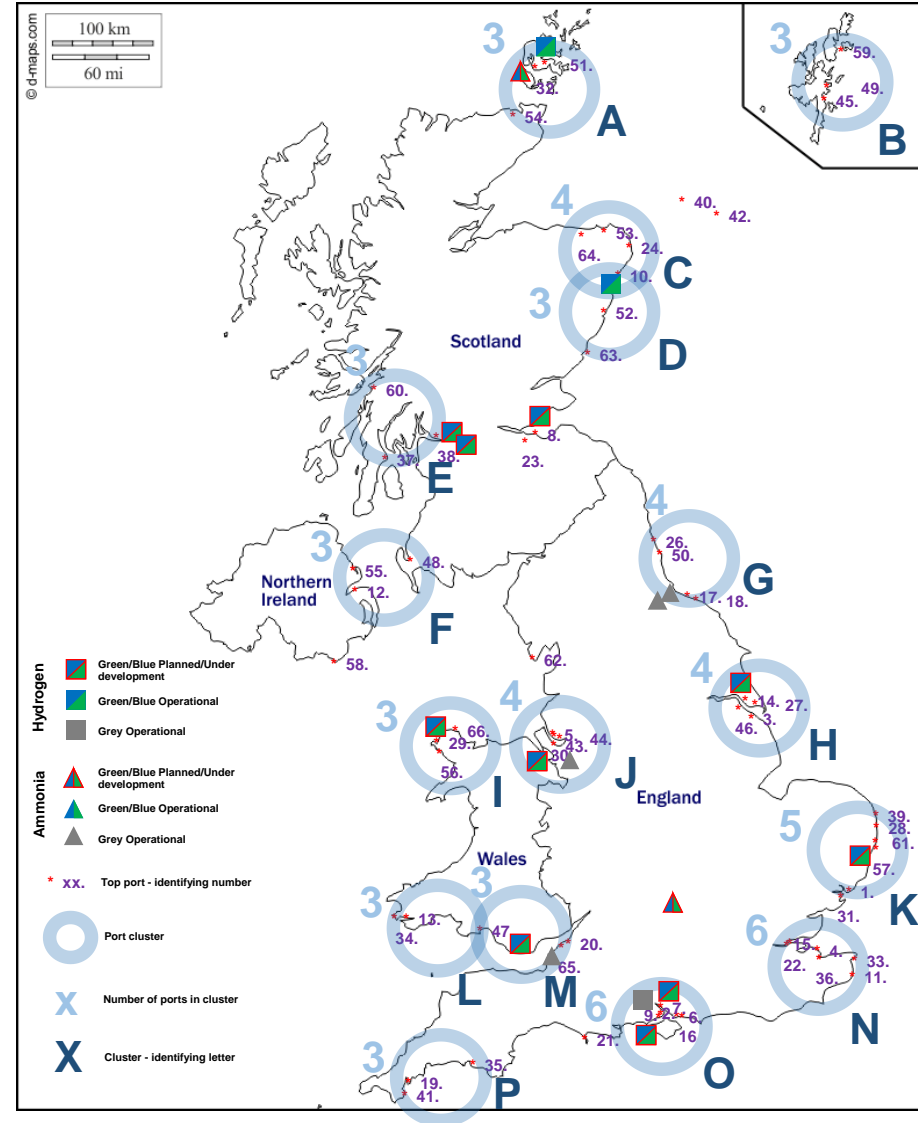 © d-maps.com
100 km
60 mi
3
51.
32.
54.
A
3
59.
49.
45.
B
40.
42.
4
53.
24.
64.
10.
C
3
52.
63.
D
Scotland
3
60.
37.
38.
E
8.
23.
4
26.
50.
17.
18.
G
3
55.
48.
12.
58.
F
Northern
Ireland
62.
4
14.
27.
3.
46.
H
3
66.
29.
56.
I
4
5.
44.
43.
30.
J
England
5
39.
28.
61.
57.
1.
31.
K
Wales
3
13.
34.
L
3
47
20.
65.
M
6
15.
4.
22.
33.
36.
11.
N
6
7.
9.
2.
6.
16
21.
O
3
35.
19.
41.
P
Hydrogen
Green/Blue Planned/Under
development
Green/Blue Operational
Grey Operational
Ammonia
Green/Blue Planned/Under
development
Green/Blue Operational
Grey Operational
* xx. Top port - identifying number
Port cluster
x Number of ports in cluster
X Cluster - identifying letter